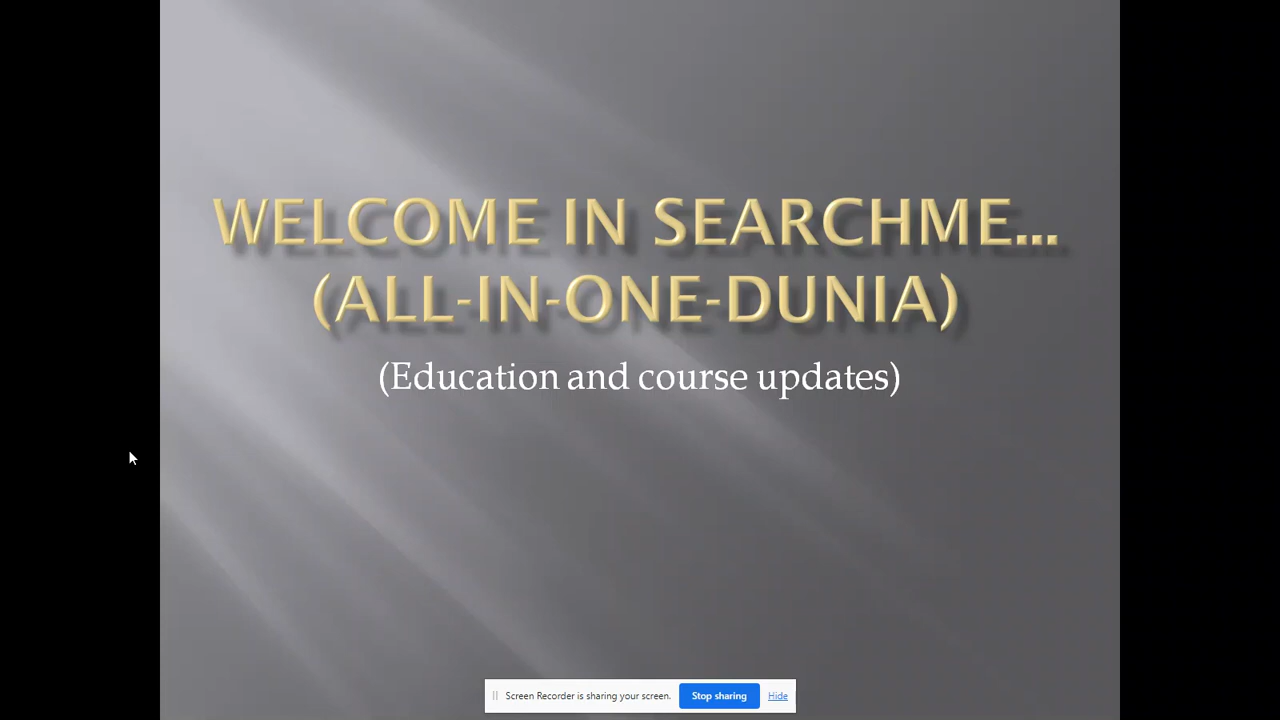 WELCOME IN SEARCHME...
(ALL-IN-ONE-DUNIA)
(Education and course updates)
Screen Recorder is sharing your screen. Stop sharing Hide